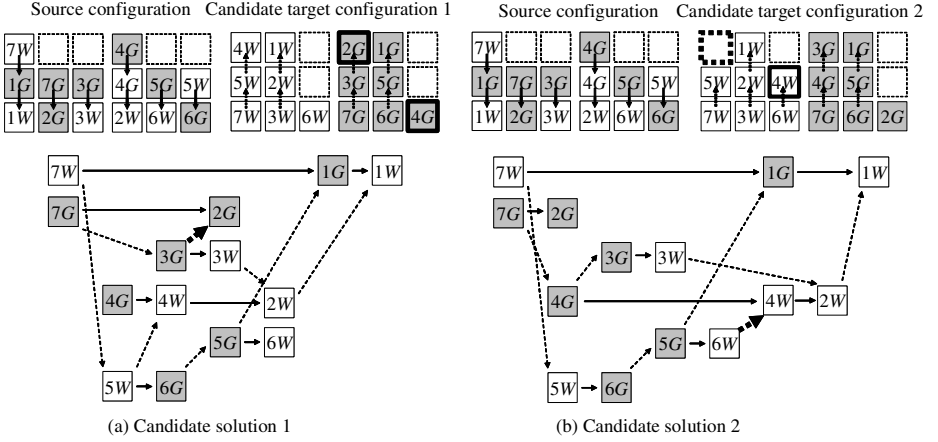 Source configuration Candidate target configuration 1 Source configuration Candidate target configuration 2
7W 4G 4W 1W 2G 1G 7W 4G 1W 3G 1G
1G 7G 3G 4G 5G 5W 5W 2W 3G 5G 1G 7G 3G 4G 5G 5W 5W 2W 4W 4G 5G
1W 2G 3W 2W 6W 6G 7W 3W 6W 7G 6G 4G 1W 2G 3W 2W 6W 6G 7W 3W 6W 7G 6G 2G
7W 1G 1W
7G 2G
3G 3W
4G 4W 2W
5G 6W
5W 6G
7W 1G 1W
7G 2G
3G 3W
4G 4W 2W
5G 6W
5W 6G
(a) Candidate solution 1 (b) Candidate solution 2